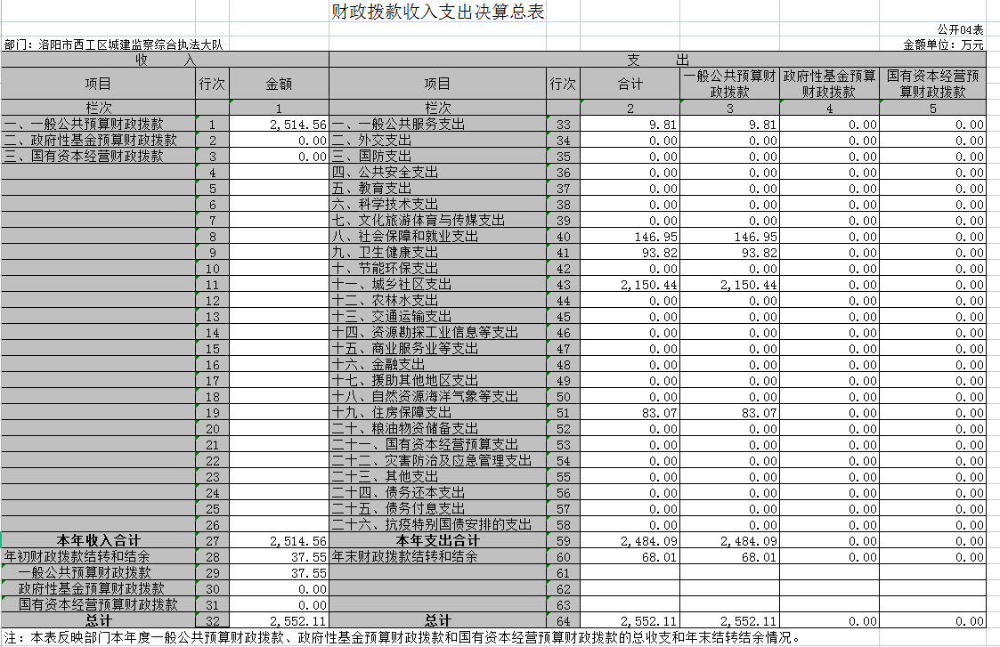 财政拨款收入支出决算总表
公开04表
部门：洛阳市西工区城建监察综合执法大队 金额单位：万元
收 入 支 出
项目 行次 金额 项目 行次 合计 一般公共预算财政拨款 政府性基金预算财政拨款 国有资本经营预算财政拨款
栏次 1 栏次 2 3 4 5
一、一般公共预算财政拨款 1 2,514.56 一、一般公共服务支出 33 9.81 9.81 0.00 0.00
二、政府性基金预算财政拨款 2 0.00 二、外交支出 34 0.00 0.00 0.00 0.00
三、国有资本经营财政拨款 3 0.00 三、国防支出 35 0.00 0.00 0.00 0.00
4 四、公共安全支出 36 0.00 0.00 0.00 0.00
5 五、教育支出 37 0.00 0.00 0.00 0.00
6 六、科学技术支出 38 0.00 0.00 0.00 0.00
7 七、文化旅游体育与传媒支出 39 0.00 0.00 0.00 0.00
8 八、社会保障和就业支出 40 146.95 146.95 0.00 0.00
9 九、卫生健康支出 41 93.82 93.82 0.00 0.00
10 十、节能环保支出 42 0.00 0.00 0.00 0.00
11 十一、城乡社区支出 43 2,150.44 2,150.44 0.00 0.00
12 十二、农林水支出 44 0.00 0.00 0.00 0.00
13 十三、交通运输支出 45 0.00 0.00 0.00 0.00
14 十四、资源勘探工业信息等支出 46 0.00 0.00 0.00 0.00
15 十五、商业服务业等支出 47 0.00 0.00 0.00 0.00
16 十六、金融支出 48 0.00 0.00 0.00 0.00
17 十七、援助其他地区支出 49 0.00 0.00 0.00 0.00
18 十八、自然资源海洋气象等支出 50 0.00 0.00 0.00 0.00
19 十九、住房保障支出 51 83.07 83.07 0.00 0.00
20 二十、粮油物资储备支出 52 0.00 0.00 0.00 0.00
21 二十一、国有资本经营预算支出 53 0.00 0.00 0.00 0.00
22 二十二、灾害防治及应急管理支出 54 0.00 0.00 0.00 0.00
23 二十三、其他支出 55 0.00 0.00 0.00 0.00
24 二十四、债务还本支出 56 0.00 0.00 0.00 0.00
25 二十五、债务付息支出 57 0.00 0.00 0.00 0.00
26 二十六、抗疫特别国债安排的支出 58 0.00 0.00 0.00 0.00
本年收入合计 27 2,514.56 本年支出合计 59 2,484.09 2,484.09 0.00 0.00
年初财政拨款结转和结余 28 37.55 年末财政拨款结转和结余 60 68.01 68.01 0.00 0.00
一般公共预算财政拨款 29 37.55 61
政府性基金预算财政拨款 30 0.00 62
国有资本经营预算财政拨款 31 0.00 63
总计 32 2,552.11 总计 64 2,552.11 2,552.11 0.00 0.00
注：本表反映部门本年度一般公共预算财政拨款、政府性基金预算财政拨款和国有资本经营预算财政拨款的总收支和年末结转结余情况。